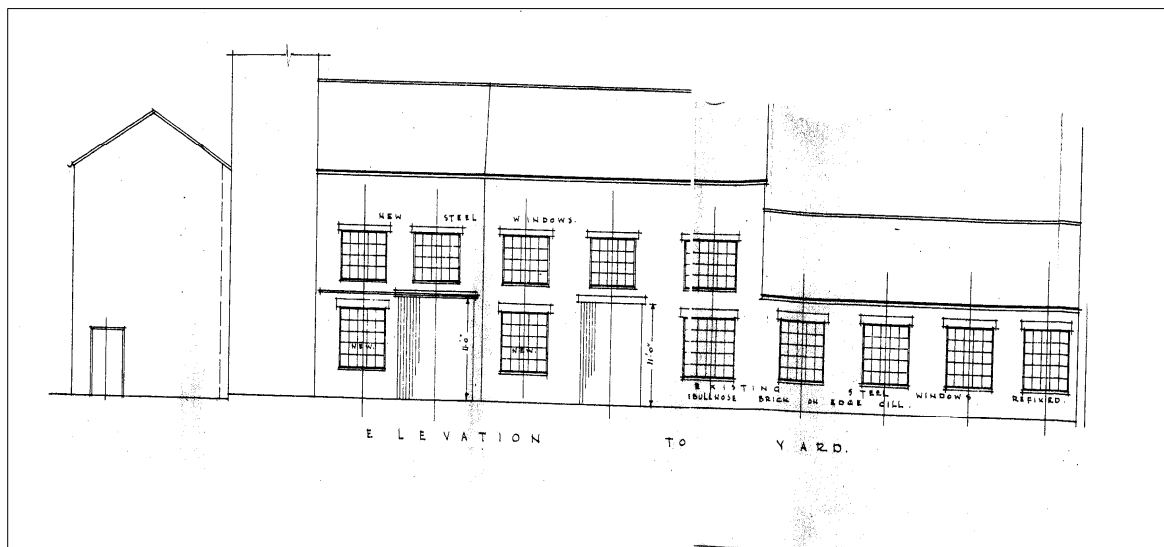 NEW STEEL WINDOWS.
NEW.
11'0"
NEW.
11'0"
EXISTING STEEL WINDOWS REFIXED.
(BULLNOSE BRICK ON EDGE CILL.
ELEVATION TO YARD.